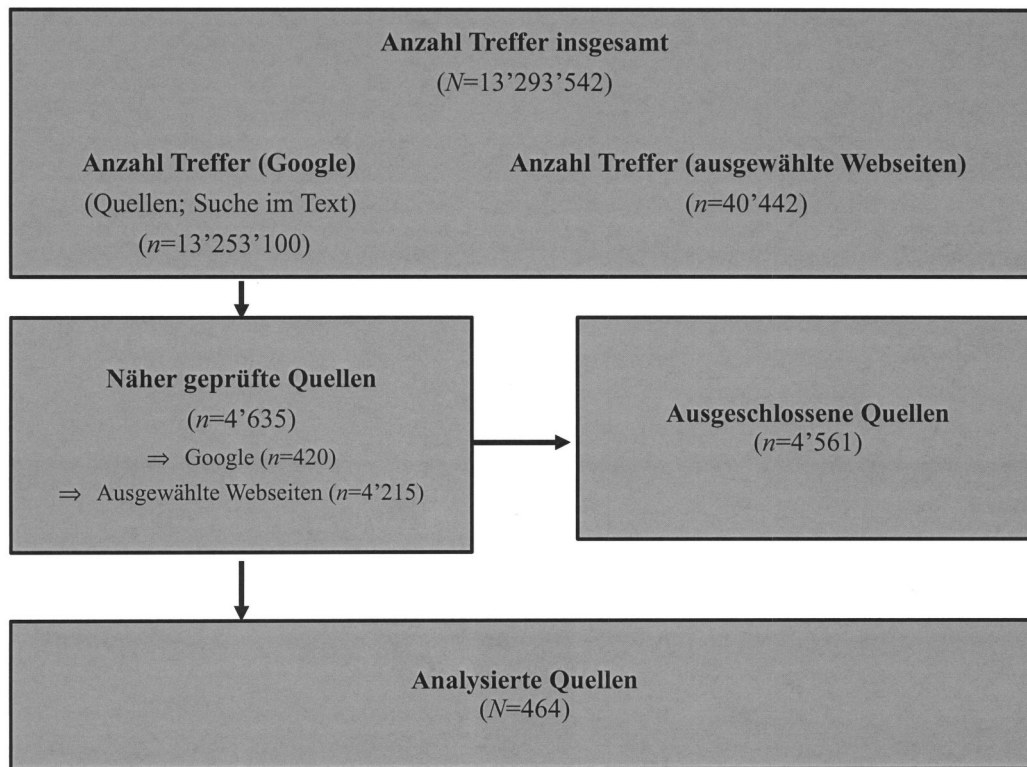 Anzahl Treffer insgesamt
(N=13’293’542)
Anzahl Treffer (Google)
(Quellen; Suche im Text)
(n=13’253’100)
Anzahl Treffer (ausgewählte Webseiten)
(n=40’442)
Näher geprüfte Quellen
(n=4’635)
⇒ Google (n=420)
⇒ Ausgewählte Webseiten (n=4’215)
Ausgeschlossene Quellen
(n=4’561)
Analysierte Quellen
(N=464)